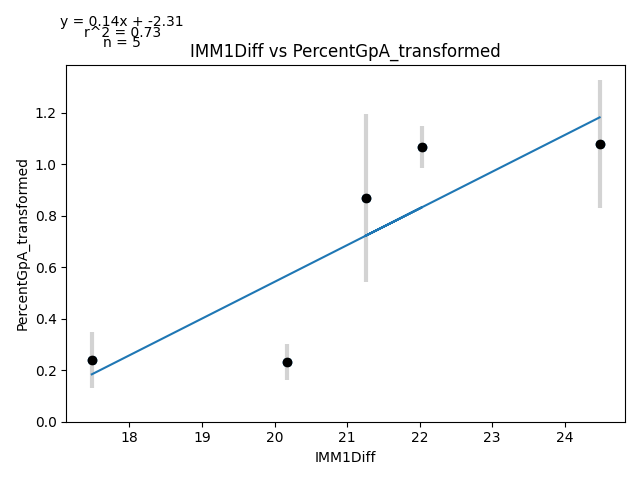 y = 0.14x + -2.31
r^2 = 0.73
n = 5
IMM1Diff vs PercentGpA_transformed
PercentGpA_transformed
1.2
1.0
0.8
0.6
0.4
0.2
0.0
18 19 20 21 22 23 24
IMM1Diff